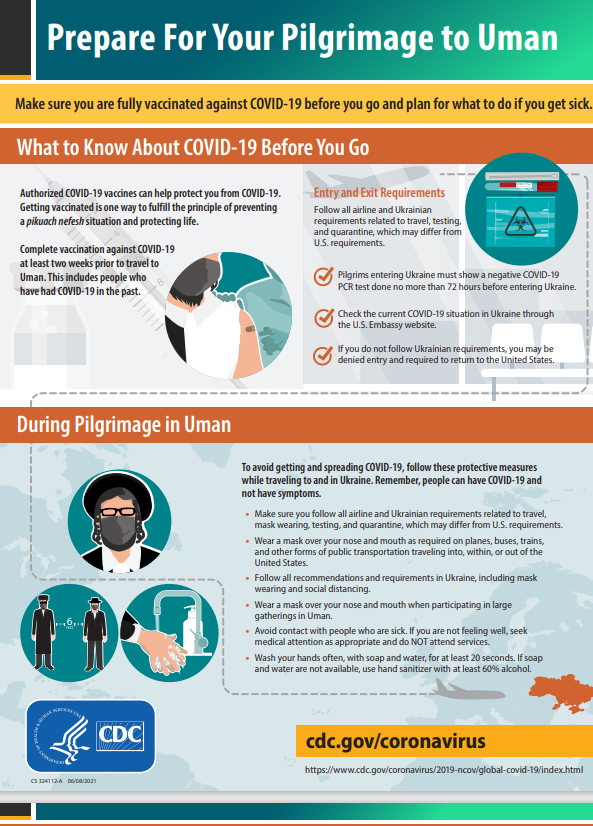 Prepare For Your Pilgrimage to Uman
Make sure you are fully vaccinated against COVID-19 before you go and plan for what to do if you get sick.
What to Know About COVID-19 Before You Go
Authorized COVID-19 vaccines can help protect you from COVID-19.
Getting vaccinated is one way to fulfill the principle of preventing
a pikuach nefesh situation and protecting life.
Complete vaccination against COVID-19
at least two weeks prior to travel to
Uman. This includes people who
have had COVID-19 in the past.
Entry and Exit Requirements
Follow all airline and Ukrainian
requirements related to travel, testing,
and quarantine, which may differ from
U.S. requirements.
Pilgrims entering Ukraine must show a negative COVID-19
PCR test done no more than 72 hours before entering Ukraine.
Check the current COVID-19 situation in Ukraine through
the U.S. Embassy website.
If you do not follow Ukrainian requirements, you may be
denied entry and required to return to the United States.
During Pilgrimage in Uman
To avoid getting and spreading COVID-19, follow these protective measures
while traveling to and in Ukraine. Remember, people can have COVID-19 and
not have symptoms.
• Make sure you follow all airline and Ukrainian requirements related to travel,
mask wearing, testing, and quarantine, which may differ from U.S. requirements.
• Wear a mask over your nose and mouth as required on planes, buses, trains,
and other forms of public transportation traveling into, within, or out of the
United States.
• Follow all recommendations and requirements in Ukraine, including mask
wearing and social distancing.
• Wear a mask over your nose and mouth when participating in large
gatherings in Uman.
• Avoid contact with people who are sick. If you are not feeling well, seek
medical attention as appropriate and do NOT attend services.
• Wash your hands often, with soap and water, for at least 20 seconds. If soap
and water are not available, use hand sanitizer with at least 60% alcohol.
6
CDC
CS 324112-A 06/08/2021
cdc.gov/coronavirus
https://www.cdc.gov/coronavirus/2019-ncov/global-covid-19/index.html